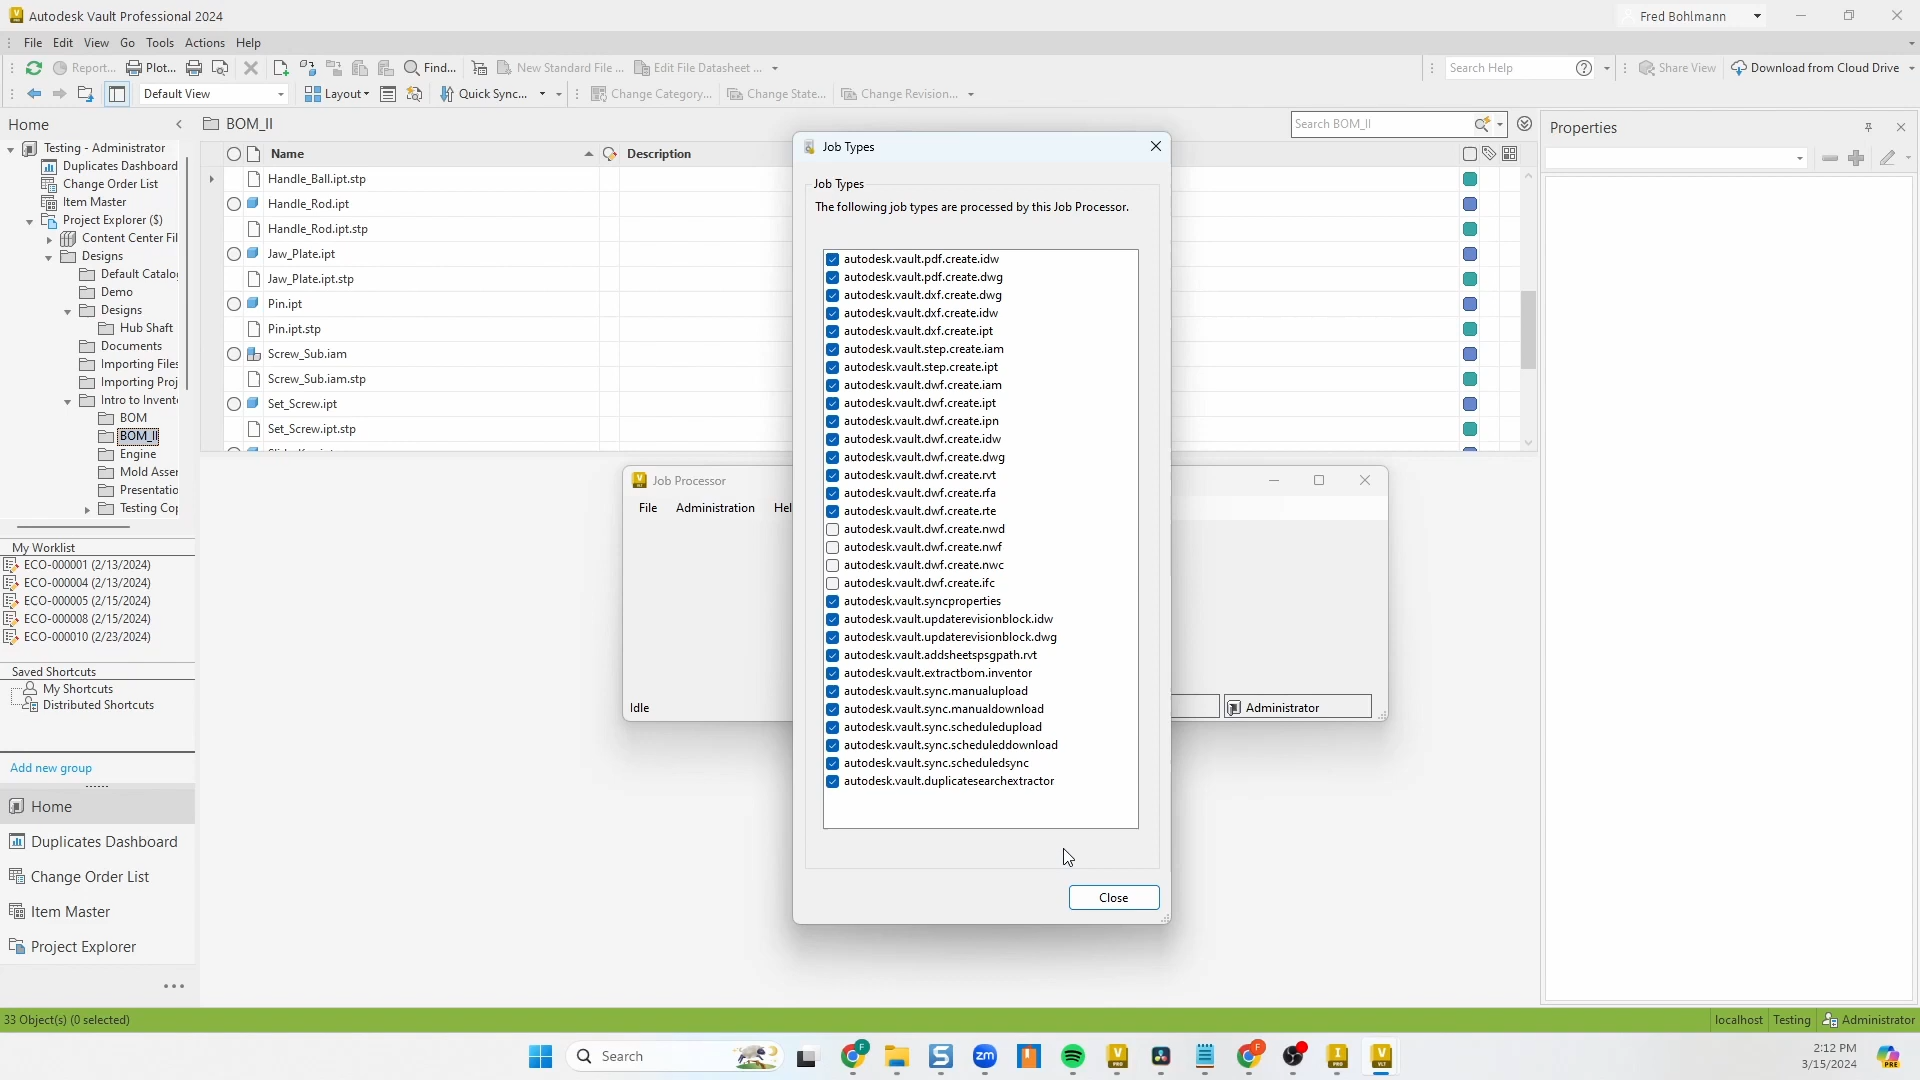 Autodesk Vault Professional 2024
Fred Bohlmann
File Edit View Go Tools Actions Help
Report... Plot... Find... New Standard File ... Edit File Datasheet ... Search Help Share View Download from Cloud Drive
Default View Layout Quick Sync... Change Category... Change State... Change Revision...
Home
BOM_II
Search BOM_II
Properties
Testing - Administrator
Duplicates Dashboard
Change Order List
Item Master
Project Explorer ($)
Content Center Fil
Designs
Default Catalo
Demo
Designs
Hub Shaft
Documents
Importing Files
Importing Proj
Intro to Invent
BOM
BOM_II
Engine
Mold Asser
Presentatio
Testing Cop
My Worklist
ECO-000001 (2/13/2024)
ECO-000004 (2/13/2024)
ECO-000005 (2/15/2024)
ECO-000008 (2/15/2024)
ECO-000010 (2/23/2024)
Saved Shortcuts
My Shortcuts
Distributed Shortcuts
Add new group
Home
Duplicates Dashboard
Change Order List
Item Master
Project Explorer
Name Description
Handle_Ball.ipt.stp
Handle_Rod.ipt
Handle_Rod.ipt.stp
Jaw_Plate.ipt
Jaw_Plate.ipt.stp
Pin.ipt
Pin.ipt.stp
Screw_Sub.iam
Screw_Sub.iam.stp
Set_Screw.ipt
Set_Screw.ipt.stp
Job Processor
File Administration Hel
Idle
Administrator
Job Types
Job Types
The following job types are processed by this Job Processor.
autodesk.vault.pdf.create.idw
autodesk.vault.pdf.create.dwg
autodesk.vault.dxf.create.dwg
autodesk.vault.dxf.create.idw
autodesk.vault.dxf.create.ipt
autodesk.vault.step.create.iam
autodesk.vault.step.create.ipt
autodesk.vault.dwf.create.iam
autodesk.vault.dwf.create.ipt
autodesk.vault.dwf.create.ipn
autodesk.vault.dwf.create.idw
autodesk.vault.dwf.create.dwg
autodesk.vault.dwf.create.rvt
autodesk.vault.dwf.create.rfa
autodesk.vault.dwf.create.rte
autodesk.vault.dwf.create.nwd
autodesk.vault.dwf.create.nwf
autodesk.vault.dwf.create.nwc
autodesk.vault.dwf.create.ifc
autodesk.vault.syncproperties
autodesk.vault.updaterevisionblock.idw
autodesk.vault.updaterevisionblock.dwg
autodesk.vault.addsheetspsgpath.rvt
autodesk.vault.extractbom.inventor
autodesk.vault.sync.manualupload
autodesk.vault.sync.manualdownload
autodesk.vault.sync.scheduledupload
autodesk.vault.sync.scheduleddownload
autodesk.vault.sync.scheduledsync
autodesk.vault.duplicatesearchextractor
Close
33 Object(s) (0 selected)
localhost Testing Administrator
Search
2:12 PM
3/15/2024